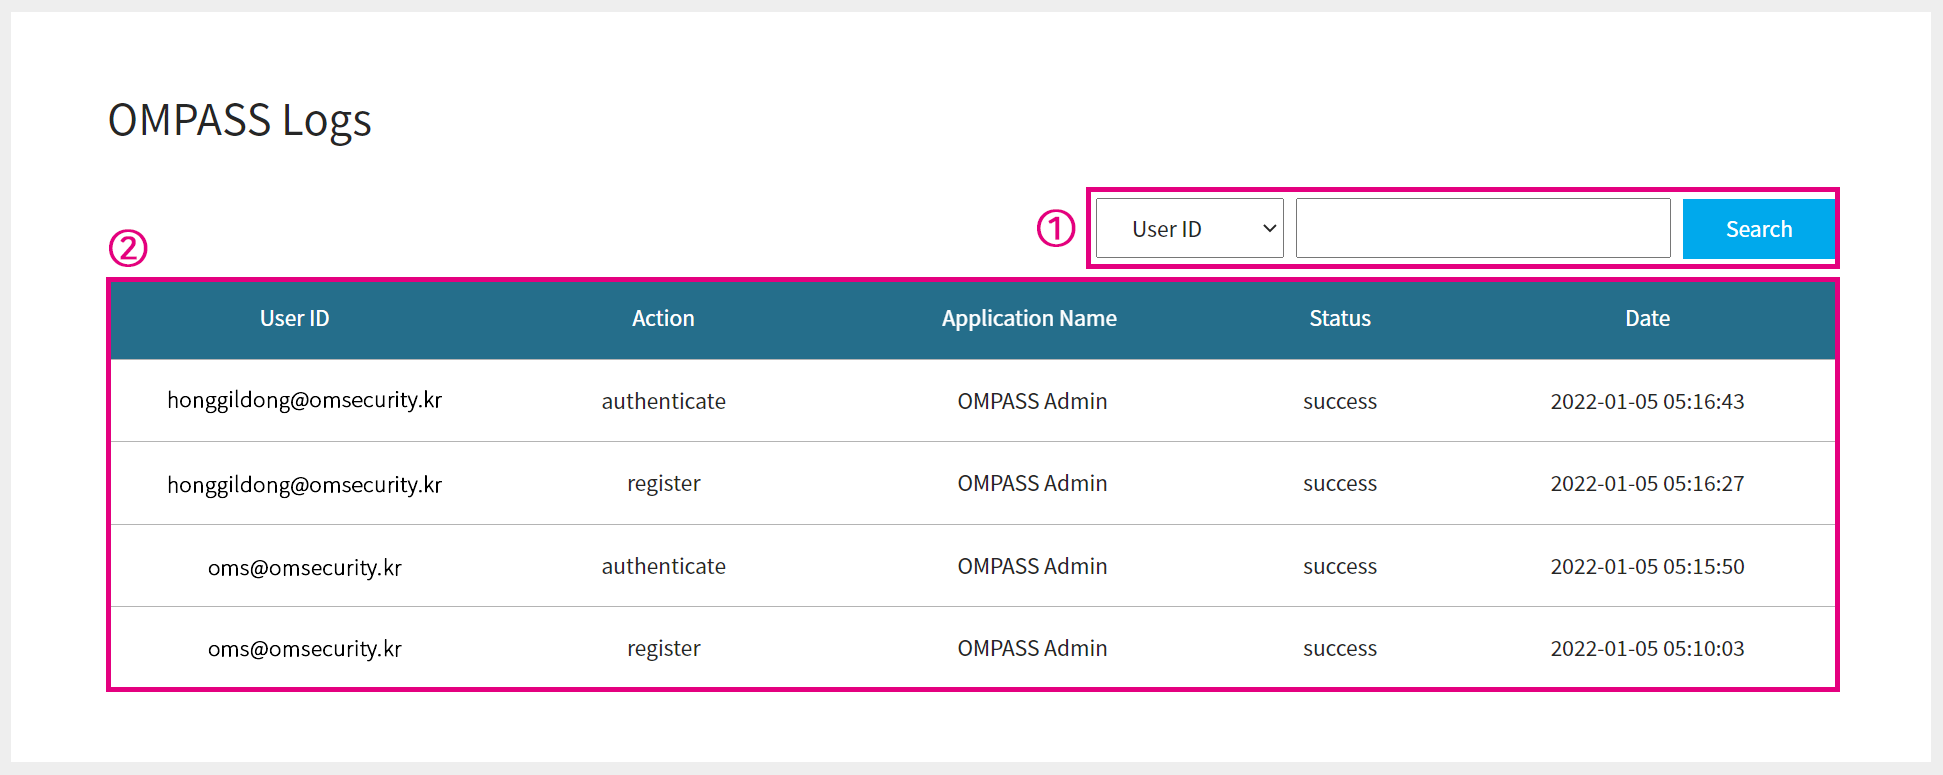 OMPASS Logs
① User ID Search
②
User ID Action Application Name Status Date
honggildong@omsecurity.kr authenticate OMPASS Admin success 2022-01-05 05:16:43
honggildong@omsecurity.kr register OMPASS Admin success 2022-01-05 05:16:27
oms@omsecurity.kr authenticate OMPASS Admin success 2022-01-05 05:15:50
oms@omsecurity.kr register OMPASS Admin success 2022-01-05 05:10:03